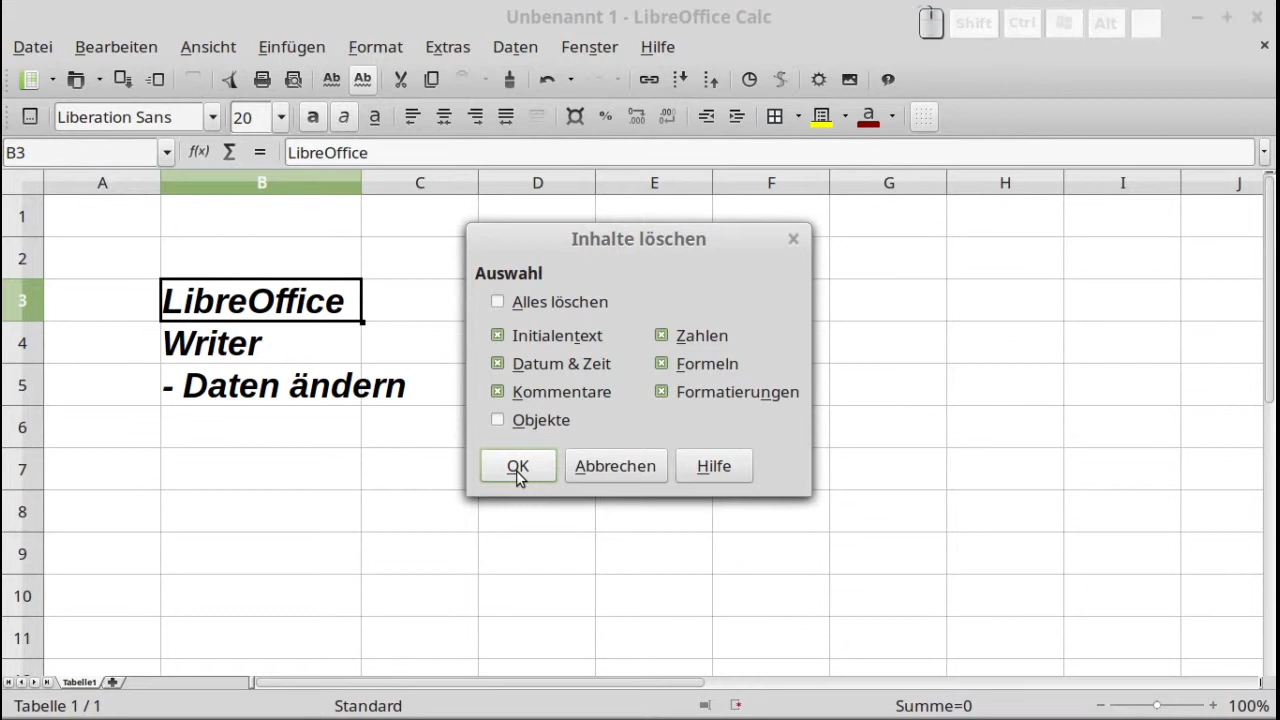 Unbenannt 1 - LibreOffice Calc
Shift Ctrl Alt
Datei Bearbeiten Ansicht Einfügen Format Extras Daten Fenster Hilfe
Ab Ab
Liberation Sans 20 a a a % a
B3 f(x) Σ = LibreOffice
A B C D E F G H I J
1
2
3 LibreOffice
4 Writer
5 - Daten ändern
6
7
8
9
10
11
Inhalte löschen
Auswahl
Alles löschen
Initialentext Zahlen
Datum & Zeit Formeln
Kommentare Formatierungen
Objekte
OK Abbrechen Hilfe
Tabelle1
Tabelle 1 / 1 Standard Summe=0 100%